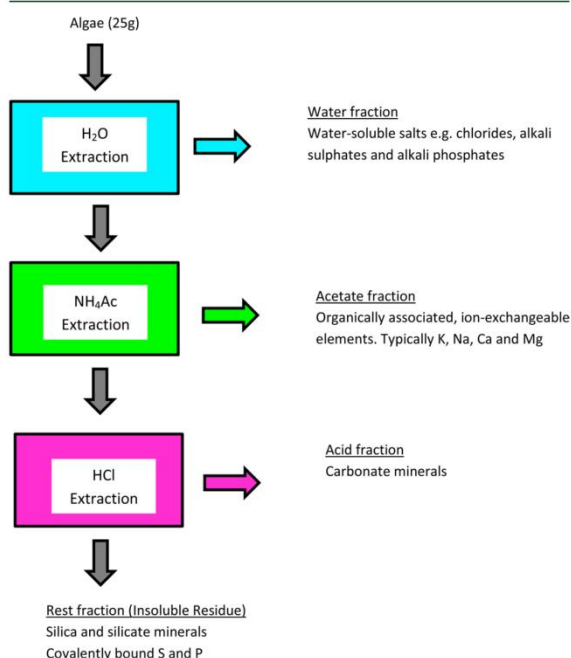 Algae (25g)
H₂O
Extraction
Water fraction
Water-soluble salts e.g. chlorides, alkali
sulphates and alkali phosphates
NH₄Ac
Extraction
Acetate fraction
Organically associated, ion-exchangeable
elements. Typically K, Na, Ca and Mg
HCl
Extraction
Acid fraction
Carbonate minerals
Rest fraction (Insoluble Residue)
Silica and silicate minerals
Covalently bound S and P